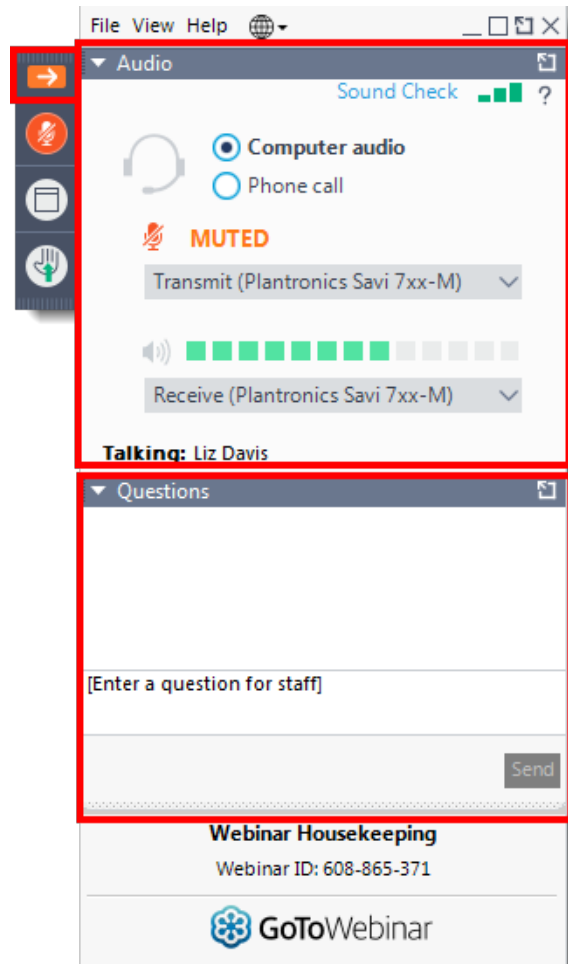 File View Help
Audio
Sound Check ?
Computer audio
Phone call
MUTED
Transmit (Plantronics Savi 7xx-M)
Receive (Plantronics Savi 7xx-M)
Talking: Liz Davis
Questions
[Enter a question for staff]
Send
Webinar Housekeeping
Webinar ID: 608-865-371
GoToWebinar